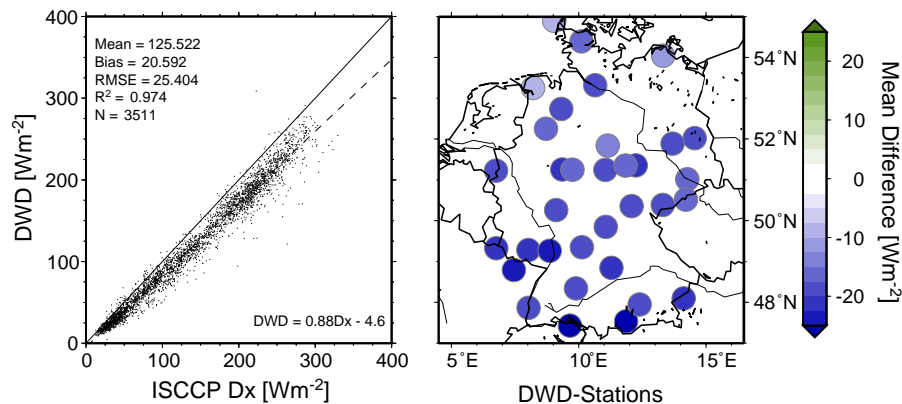 Mean = 125.522
Bias = 20.592
RMSE = 25.404
R² = 0.974
N = 3511
DWD = 0.88Dx - 4.6
400
300
200
100
0
DWD [Wm⁻²]
0 100 200 300 400
ISCCP Dx [Wm⁻²]
54°N
52°N
50°N
48°N
5°E 10°E 15°E
DWD-Stations
20
10
0
-10
-20
Mean Difference [Wm⁻²]